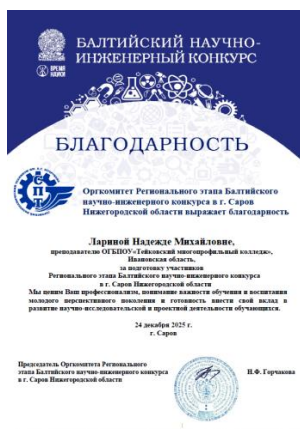 БАЛТИЙСКИЙ НАУЧНО-
ИНЖЕНЕРНЫЙ КОНКУРС
ВРЕМЯ
НАУКИ
БЛАГОДАРНОСТЬ
Оргкомитет Регионального этапа Балтийского
научно-инженерного конкурса в г. Саров
Нижегородской области выражает благодарность
Лариной Надежде Михайловне,
преподавателю ОГБПОУ«Тейковский многопрофильный колледж»,
Ивановская область,
за подготовку участников
Регионального этапа Балтийского научно-инженерного конкурса
в г. Саров Нижегородской области
Мы ценим Ваш профессионализм, понимание важности обучения и воспитания
молодого перспективного поколения и готовность внести свой вклад в
развитие научно-исследовательской и проектной деятельности обучающихся.
24 декабря 2025 г.
г. Саров
Председатель Оргкомитета Регионального
этапа Балтийского научно-инженерного конкурса
в г. Саров Нижегородской области
И.Ф. Горчакова